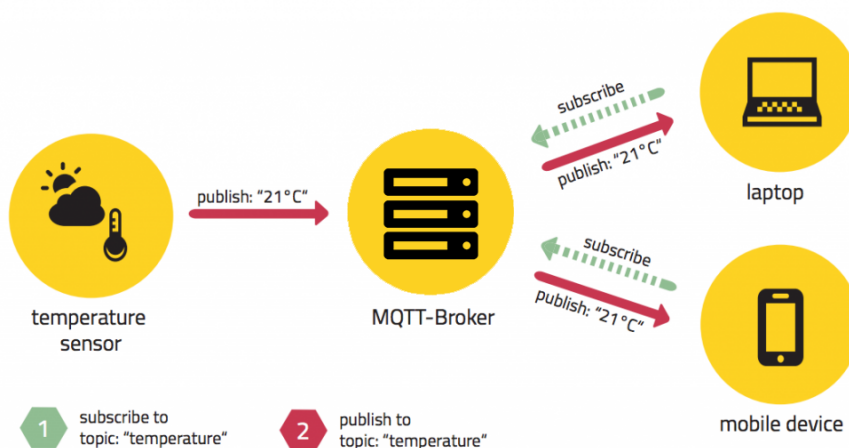 subscribe
publish: "21°C"
laptop
publish: "21°C"
temperature
sensor
MQTT-Broker
subscribe
publish: "21°C"
mobile device
1
subscribe to
topic: "temperature"
2
publish to
topic: "temperature"